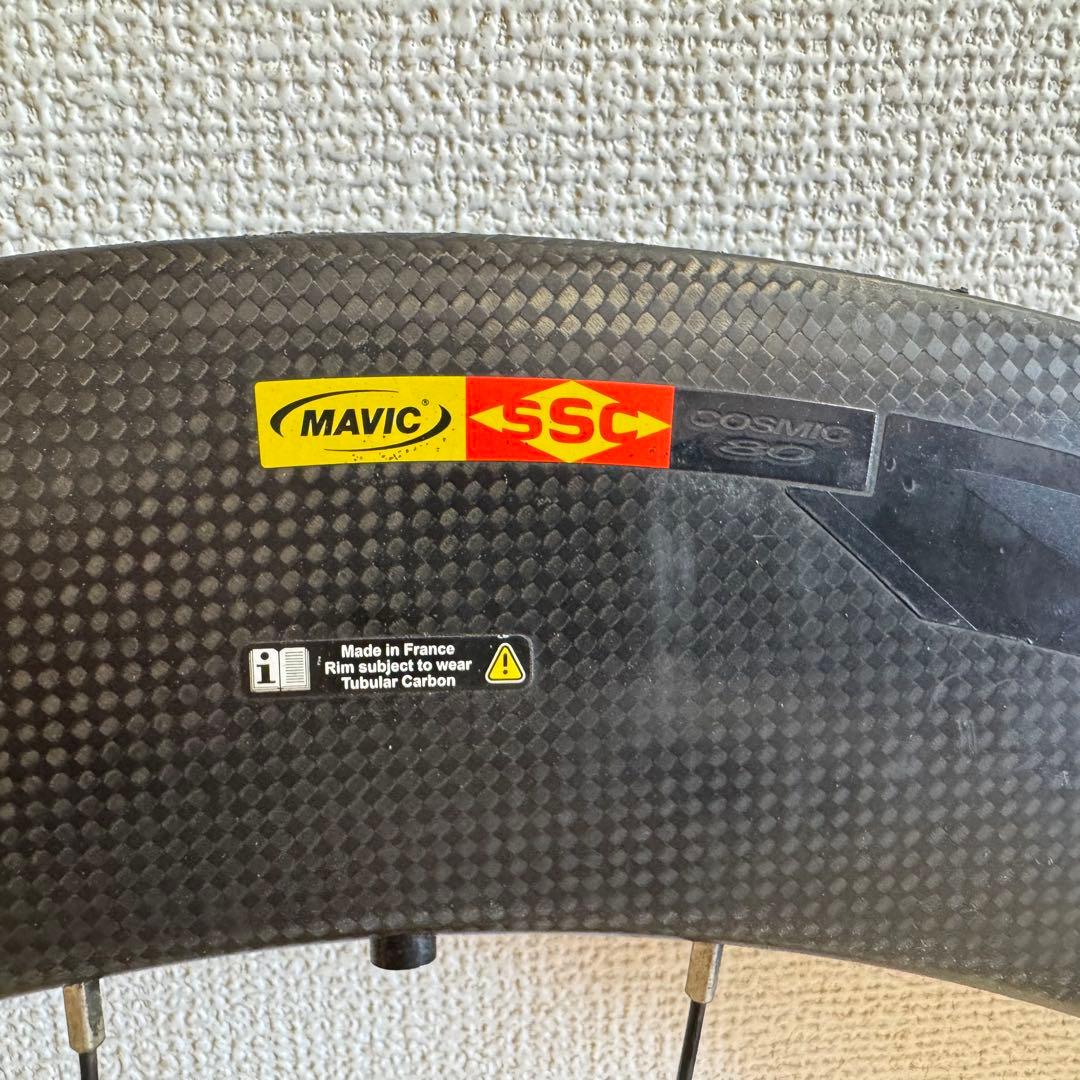 MAVIC®
SSC
COSMIC
80
i
Made in France
Rim subject to wear
Tubular Carbon
!